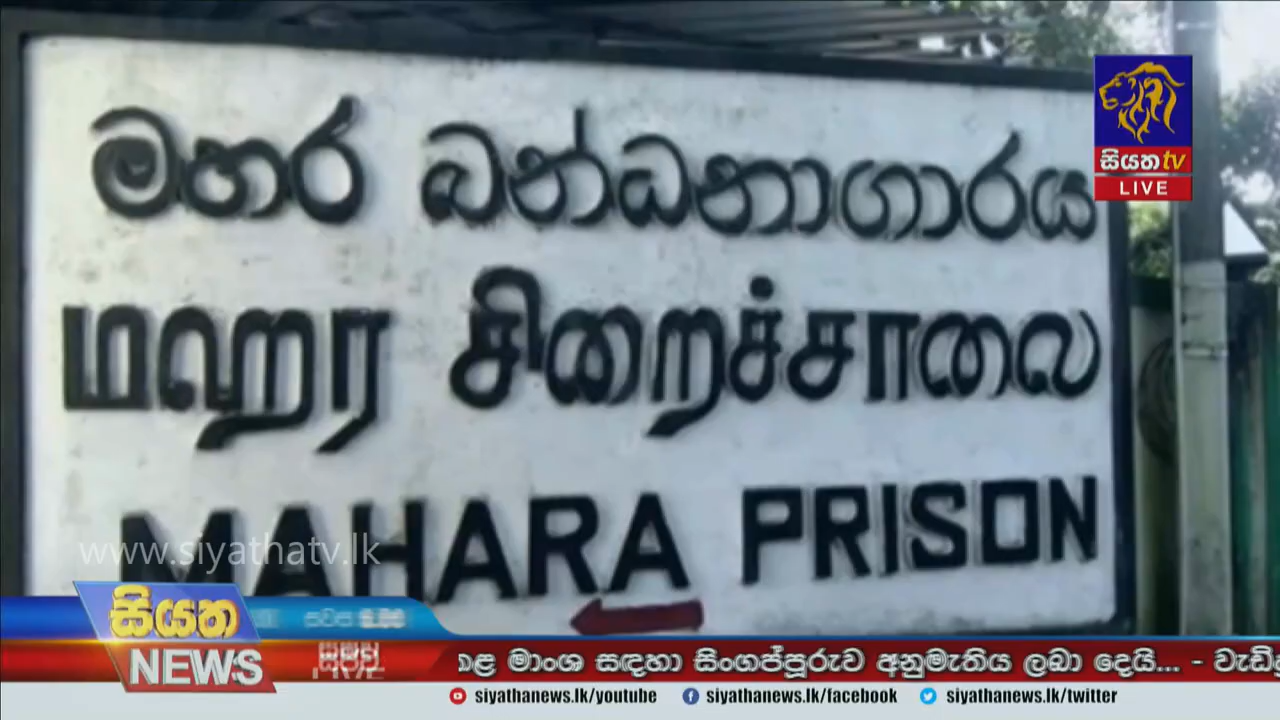 මහර බන්ධනාගාරය
மஹர சிறைச்சாலை
MAHARA PRISON
සියත tv
LIVE
www.siyathatv.lk
සියත
NEWS
මාංශ සඳහා සිංගප්පූරුව අනුමැතිය ලබා දෙයි... -
siyathanews.lk/youtube
siyathanews.lk/facebook
siyathanews.lk/twitter